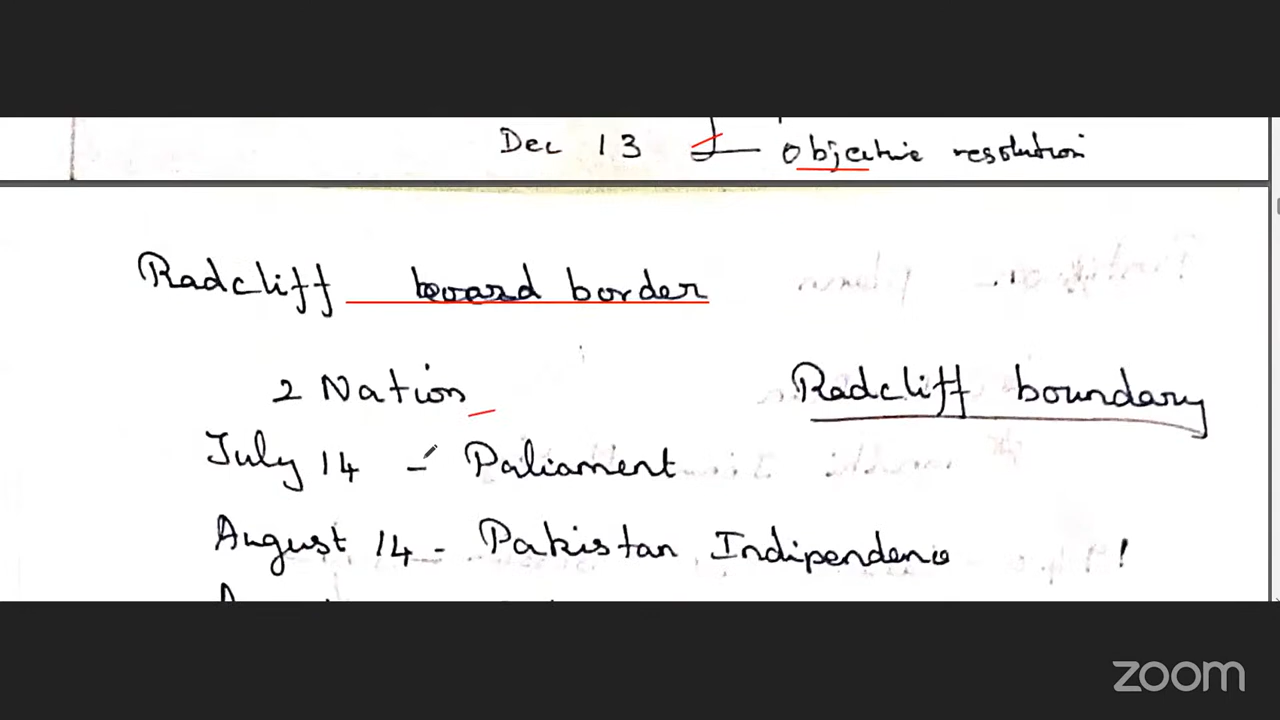 Dec 13 — Objective resolution
Radcliff board border
2 Nation
Radcliff boundary
July 14 - Paliament
August 14 - Pakistan Indipendence
zoom